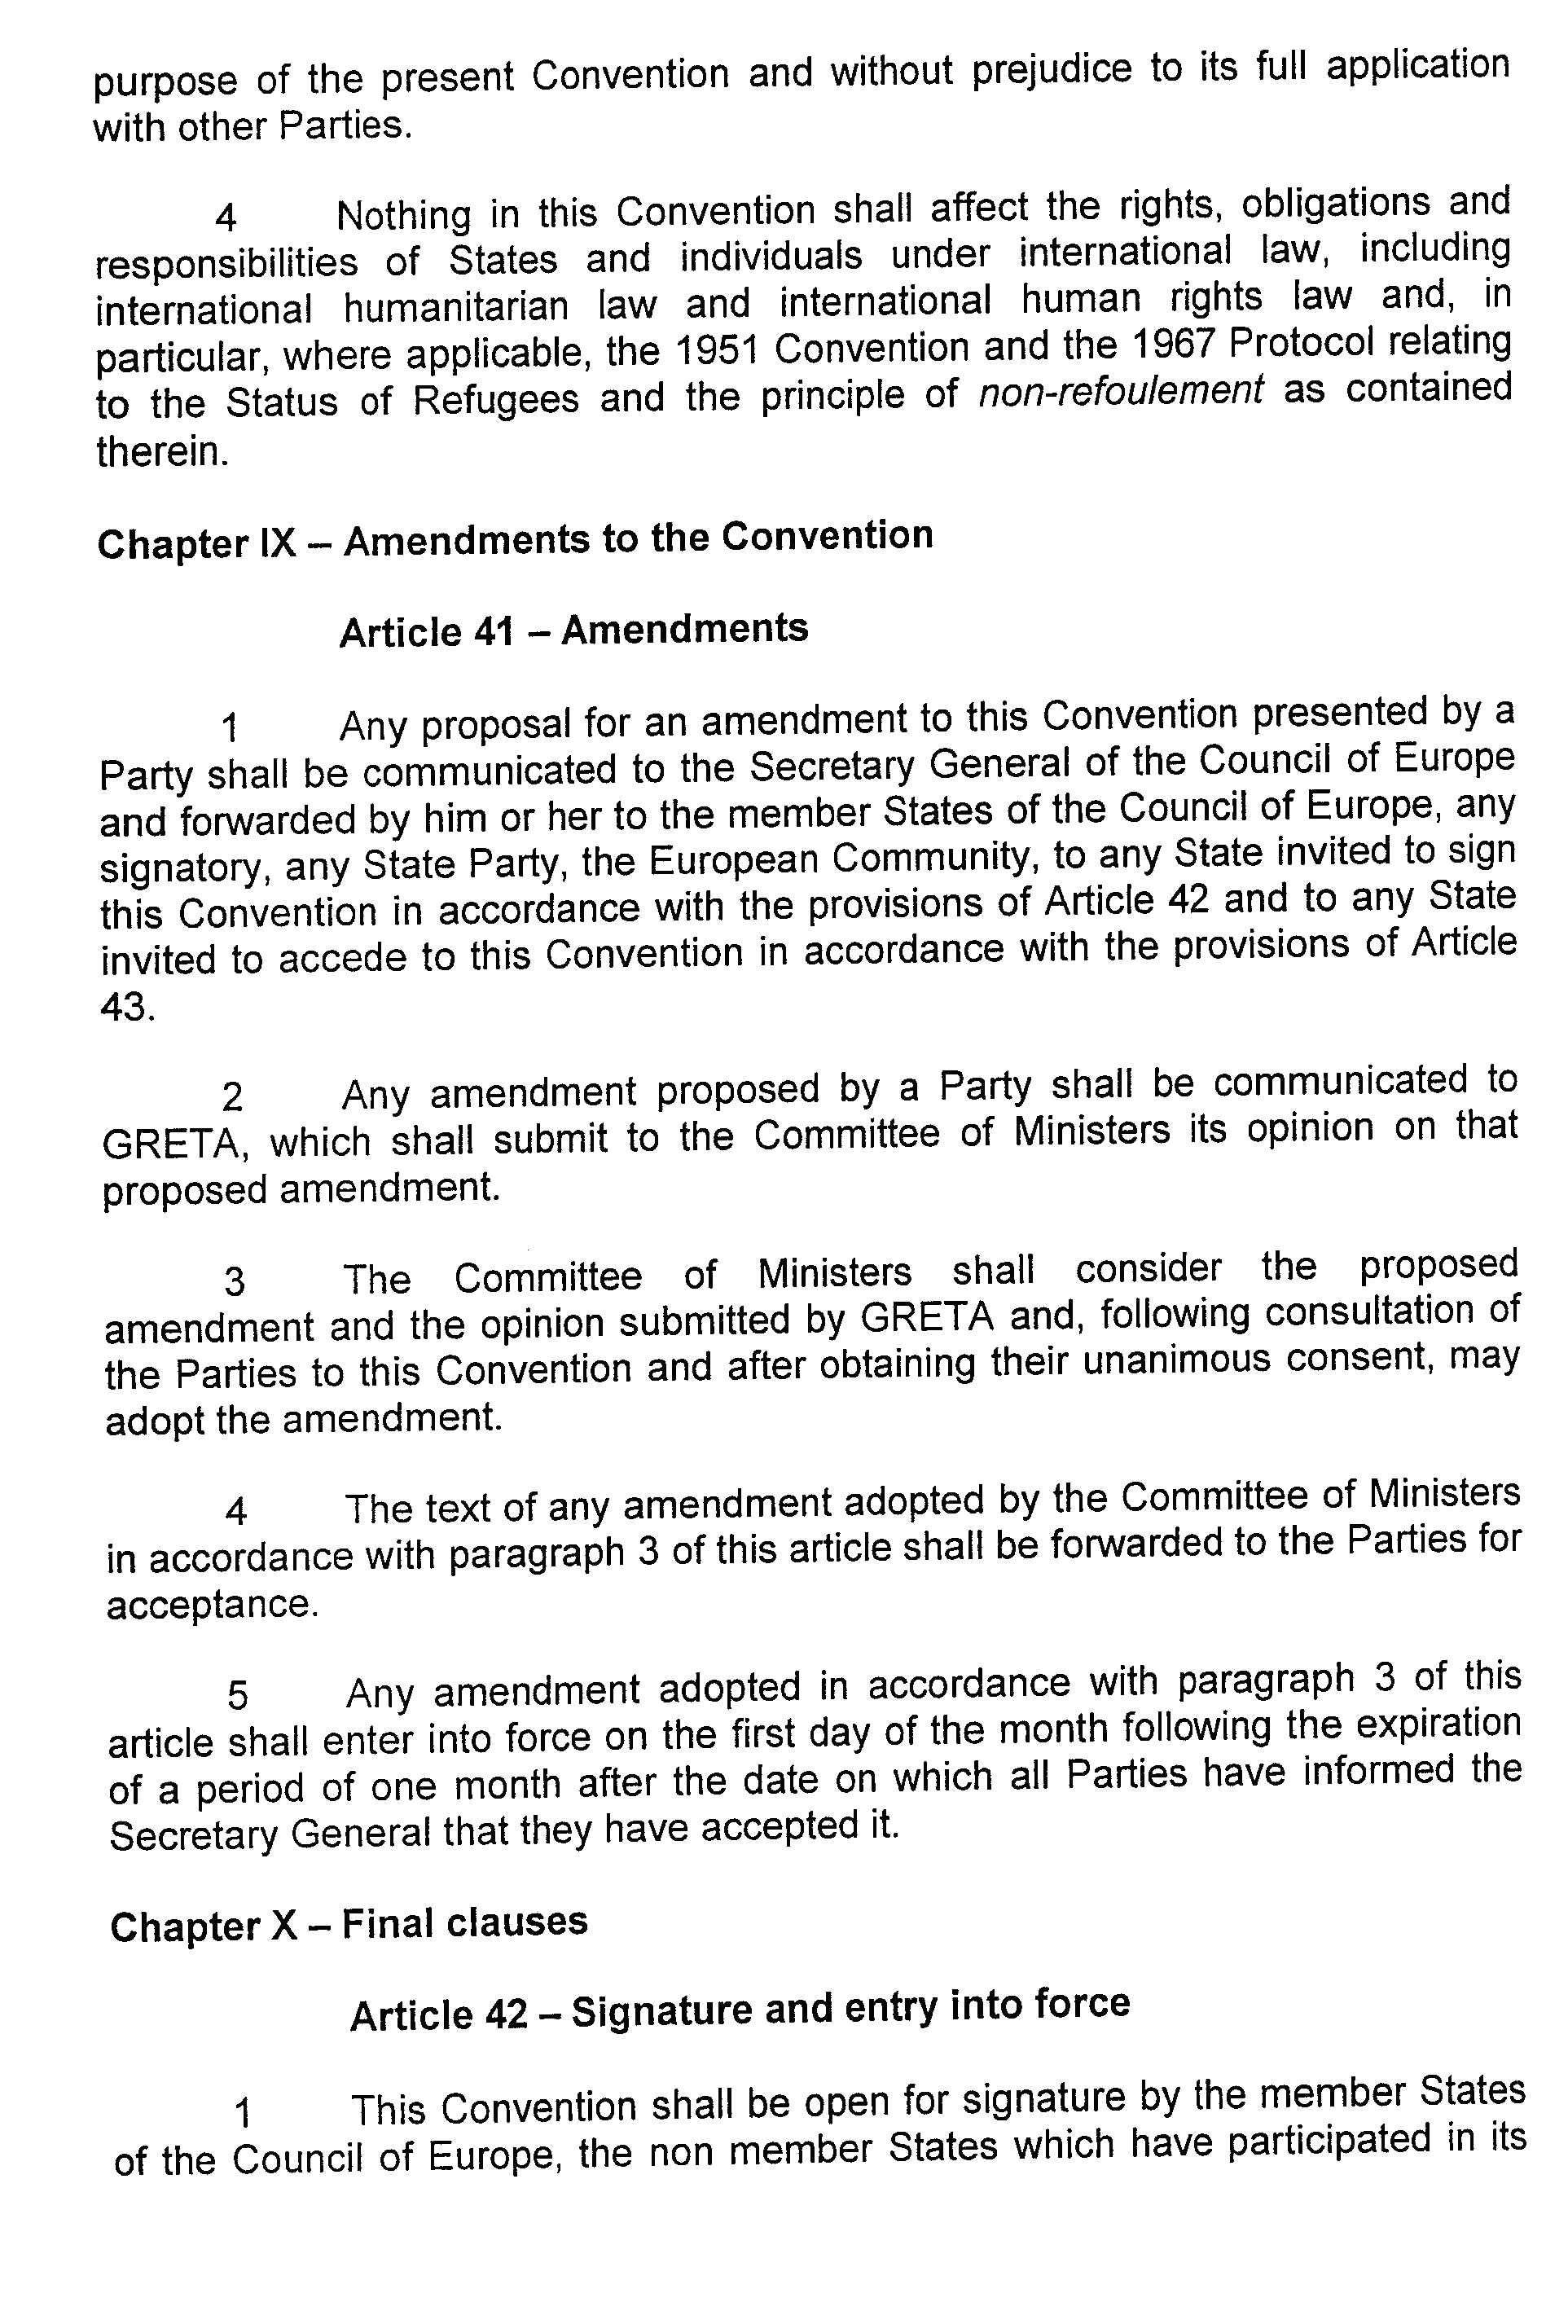 purpose of the present Convention and without prejudice to its full application
with other Parties.
4 Nothing in this Convention shall affect the rights, obligations and
responsibilities of States and individuals under international law, including
international humanitarian law and international human rights law and, in
particular, where applicable, the 1951 Convention and the 1967 Protocol relating
to the Status of Refugees and the principle of non-refoulement as contained
therein.
Chapter IX – Amendments to the Convention
Article 41 – Amendments
1 Any proposal for an amendment to this Convention presented by a
Party shall be communicated to the Secretary General of the Council of Europe
and forwarded by him or her to the member States of the Council of Europe, any
signatory, any State Party, the European Community, to any State invited to sign
this Convention in accordance with the provisions of Article 42 and to any State
invited to accede to this Convention in accordance with the provisions of Article
43.
2 Any amendment proposed by a Party shall be communicated to
GRETA, which shall submit to the Committee of Ministers its opinion on that
proposed amendment.
3 The Committee of Ministers shall consider the proposed
amendment and the opinion submitted by GRETA and, following consultation of
the Parties to this Convention and after obtaining their unanimous consent, may
adopt the amendment.
4 The text of any amendment adopted by the Committee of Ministers
in accordance with paragraph 3 of this article shall be forwarded to the Parties for
acceptance.
5 Any amendment adopted in accordance with paragraph 3 of this
article shall enter into force on the first day of the month following the expiration
of a period of one month after the date on which all Parties have informed the
Secretary General that they have accepted it.
Chapter X – Final clauses
Article 42 – Signature and entry into force
1 This Convention shall be open for signature by the member States
of the Council of Europe, the non member States which have participated in its